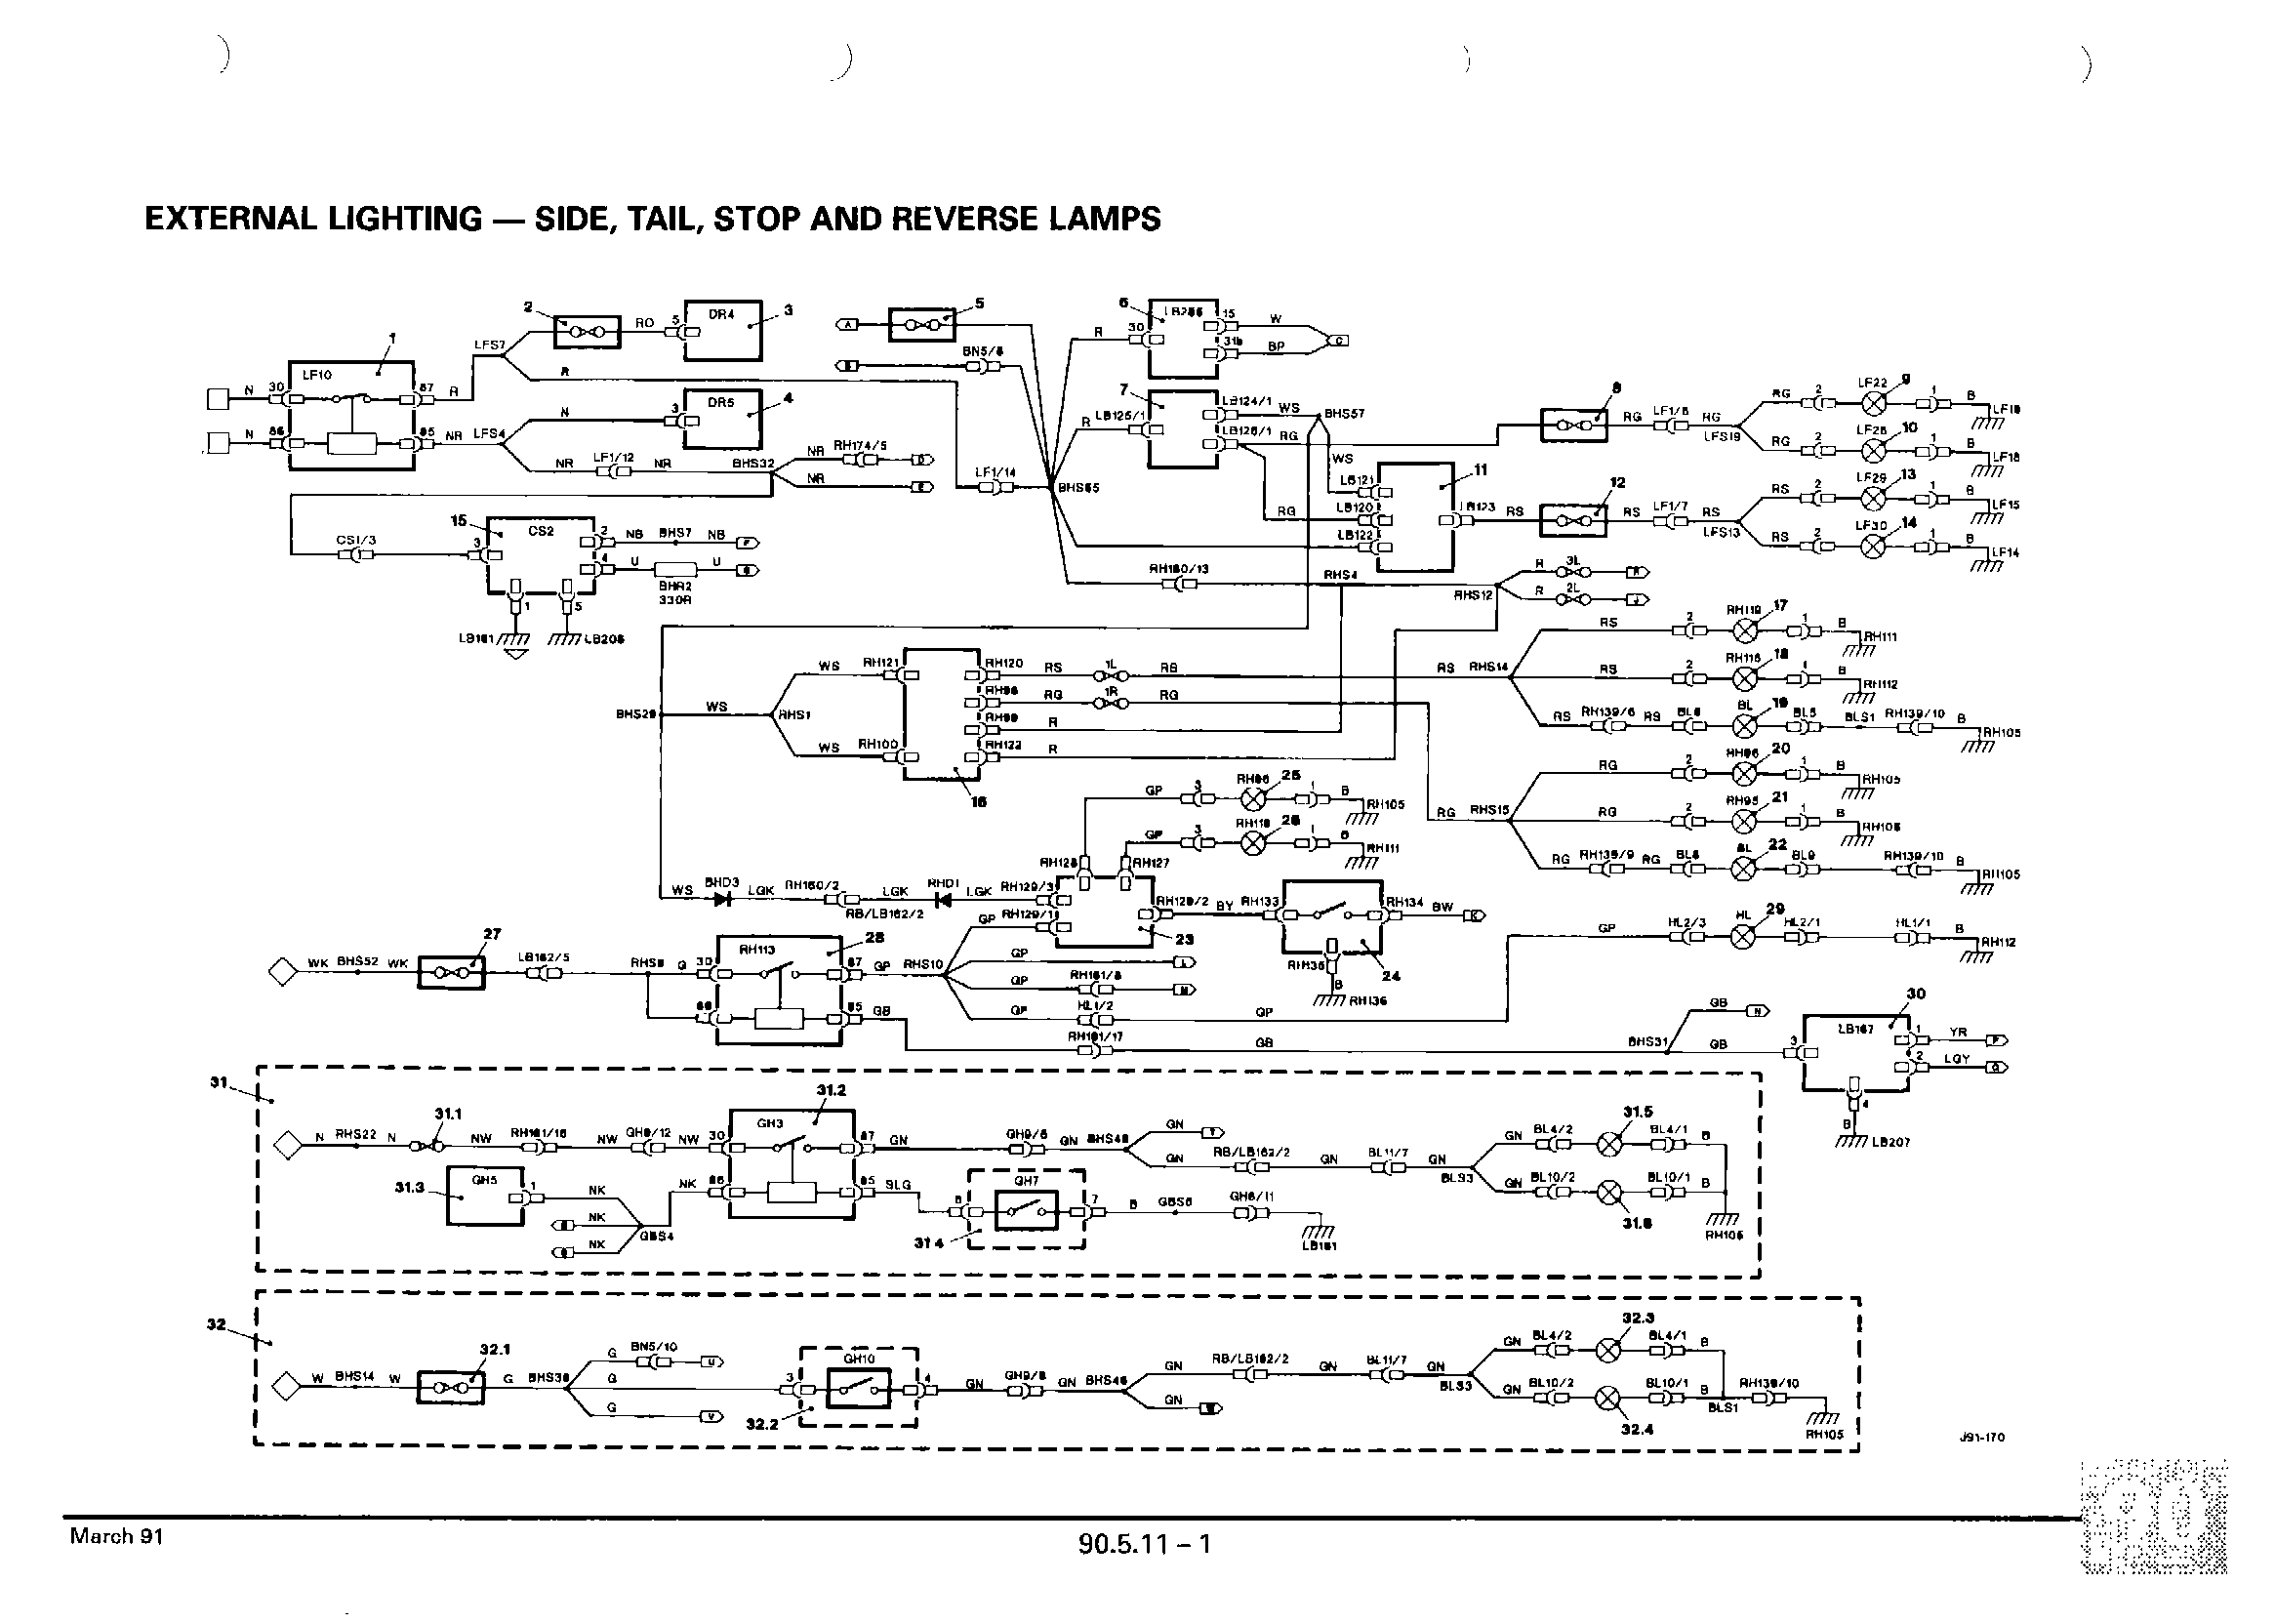 EXTERNAL LIGHTING — SIDE, TAIL, STOP AND REVERSE LAMPS
1
N 30 LF10 87 R
N 86 85 NR LFS4
LFS7
2 RO 5 DR4 3
R
N 3 DR5 4
NR LF1/12 NR BHS32
NR RH174/5
NR
A 5
BN5/8
LF1/14
BHS65
R 30 6 LB286 15 W
31b BP C
R LB125/1 7 LB124/1 WS BHS57
LB126/1 RG
WS
LB121 11
RG LB120 LB123
LB122
8 RG LF1/6 RG LFS19
RG 2 LF22 9 1 B LF18
RG 2 LF26 10 1 B LF18
RS 12 RS LF1/7 RS LFS13
RS 2 LF29 13 1 B LF15
RS 2 LF30 14 1 B LF14
CS1/3 3 15 CS2 2 NB BHS7 NB
4 U BHR2 330R U
1 5
LB181 LB208
RH180/13 RHS4 RHS12
R 3L
R 2L
BHS29 WS RHS1
WS RH121
WS RH100
16
RH120 RS 1L RB
RH98 RG 1R RG
RH99 R
RH122 R
RS RHS14
RS 2 RH119 17 1 B RH111
RS 2 RH116 18 1 B RH112
RS RH139/6 RS BL6 BL 19 BL5 BLS1 RH139/10 B RH105
RG RHS15
RG 2 RH96 20 1 B RH105
RG 2 RH95 21 1 B RH106
RG RH139/9 RG BL8 BL 22 BL9 RH139/10 B RH105
GP 3 RH86 25 1 B RH105
GP 3 RH118 26 1 B RH111
RH128 RH127
WS BHD3 LGK RH160/2 LGK RHD1 LGK RH129/3
RB/LB162/2
GP RH129/1
RH129/2 BY RH133 RH134 BW
23 24
RH135 B RH136
WK BHS52 WK 27 LB162/5 RHS8 G 30 RH113 28 87 GP RHS10
86 85 GB
GP L
GP RH181/8 M
GP HL1/2 GP
RH181/17 GB BHS31
GP HL2/3 HL 29 HL2/1 HL1/1 B RH112
GB N
GB 3 LB167 30 1 YR P
2 LGY Q
4 B LB207
31
N RHS22 N 31.1 NW RH181/16 NW GH9/12 NW 30 GH3 31.2 87 GN GH9/6 GN BHS46
GN
GN RB/LB162/2 GN BL11/7 GN BLS3
GN BL4/2 31.5 BL4/1 B
GN BL10/2 31.6 BL10/1 B
RH105
31.3 GH5 1 NK
NK
NK GBS4
NK 86 85 SLG 6 GH7 7 B GBS6 GH6/11 LB181
31.4
32
W BHS14 W 32.1 G BHS38
G BN5/10 U
G
G V
3 GH10 4 GN GH9/8 GN BHS46
32.2
GN RB/LB162/2 GN BL11/7 GN BLS3
GN
GN BL4/2 32.3 BL4/1 B
GN BL10/2 32.4 BL10/1 B BLS1 RH139/10
RH105
J91-170
March 91
90.5.11 – 1